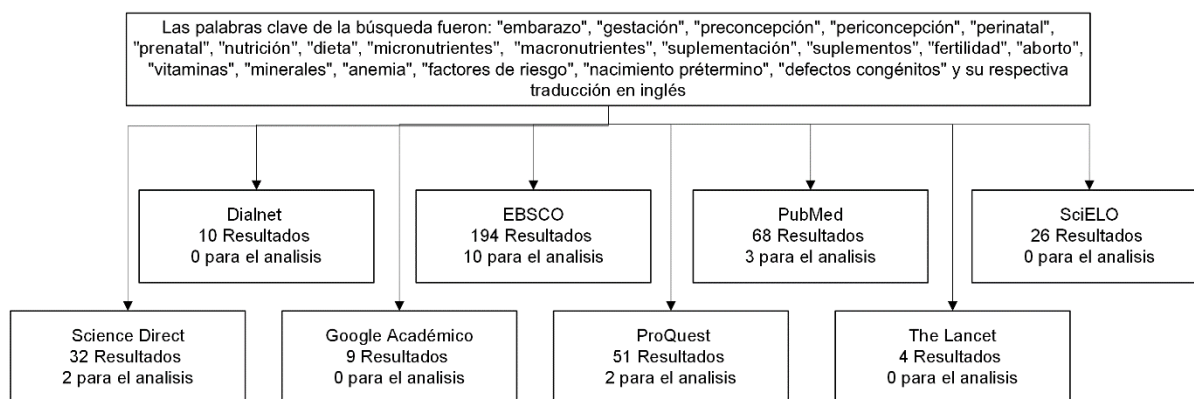 Las palabras clave de la búsqueda fueron: "embarazo", "gestación", "preconcepción", "periconcepción", "perinatal",
"prenatal", "nutrición", "dieta", "micronutrientes", "macronutrientes", "suplementación", "suplementos", "fertilidad", "aborto",
"vitaminas", "minerales", "anemia", "factores de riesgo", "nacimiento prétermino", "defectos congénitos" y su respectiva
traducción en inglés
Dialnet
10 Resultados
0 para el analisis
EBSCO
194 Resultados
10 para el analisis
PubMed
68 Resultados
3 para el analisis
SciELO
26 Resultados
0 para el analisis
Science Direct
32 Resultados
2 para el analisis
Google Académico
9 Resultados
0 para el analisis
ProQuest
51 Resultados
2 para el analisis
The Lancet
4 Resultados
0 para el analisis